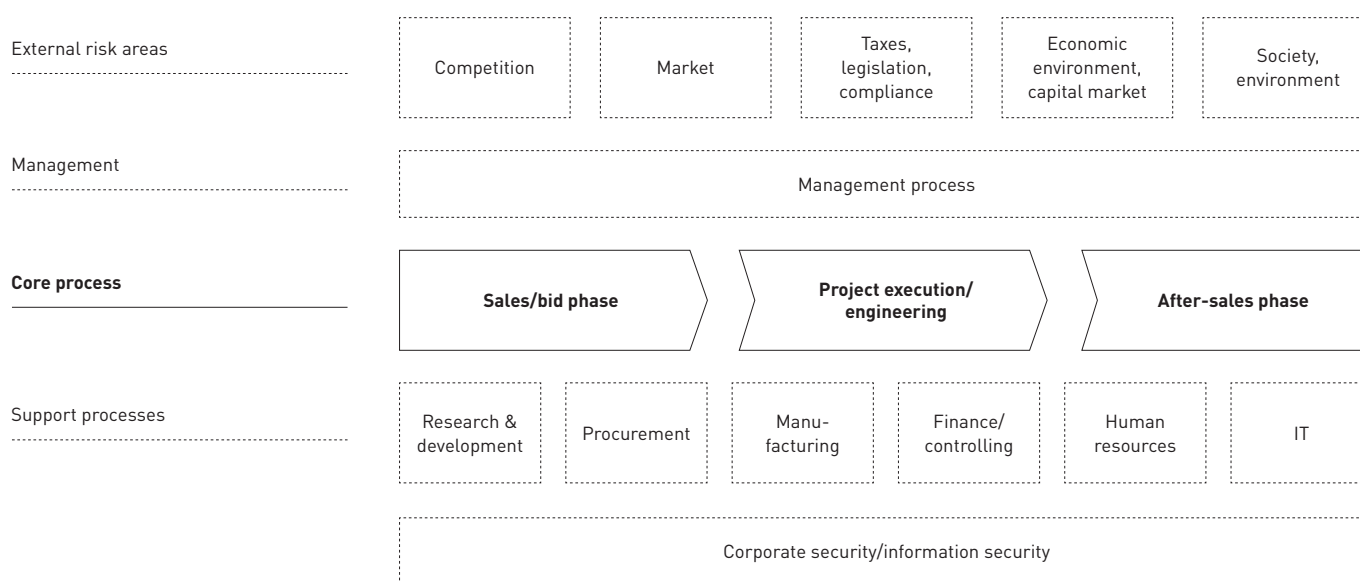 External risk areas
Competition
Market
Taxes,
legislation,
compliance
Economic
environment,
capital market
Society,
environment
Management
Management process
Core process
Sales/bid phase
Project execution/
engineering
After-sales phase
Support processes
Research &
development
Procurement
Manu-
facturing
Finance/
controlling
Human
resources
IT
Corporate security/information security